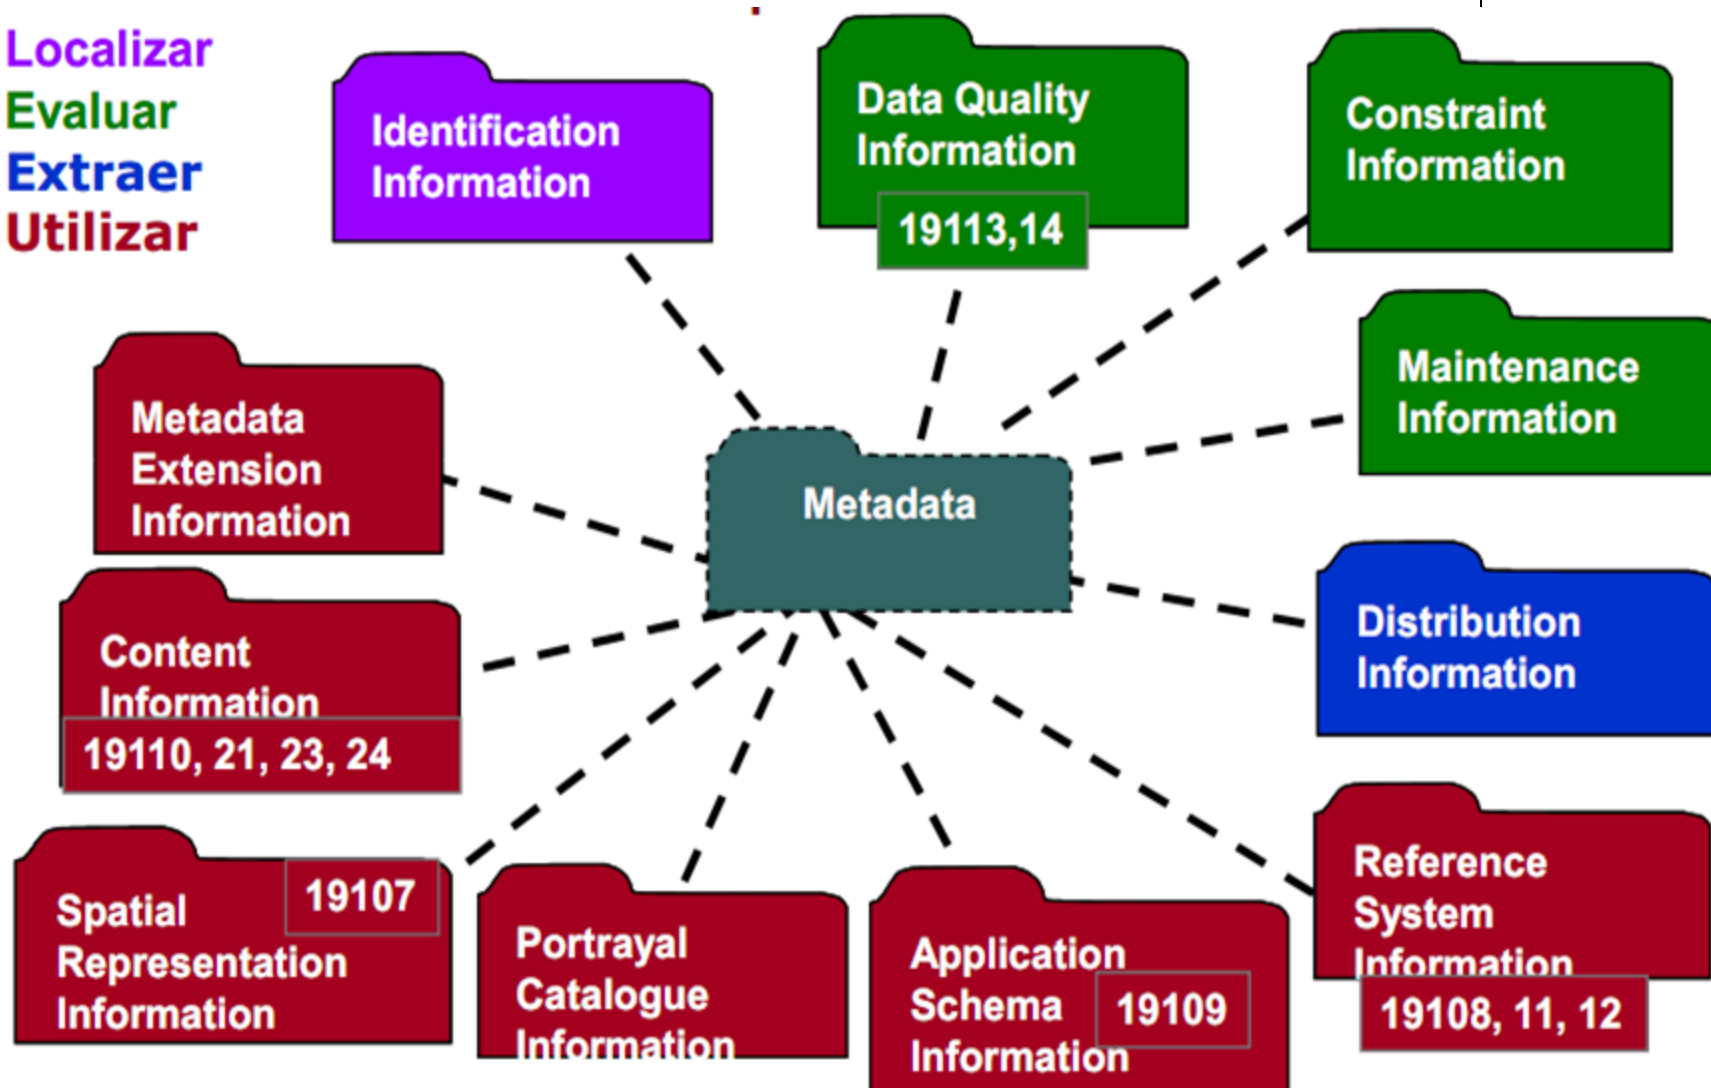 Localizar
Evaluar
Extraer
Utilizar
Identification
Information
Data Quality
Information
19113,14
Constraint
Information
Maintenance
Information
Metadata
Extension
Information
Metadata
Distribution
Information
Content
Information
19110, 21, 23, 24
Spatial
Representation
Information
19107
Portrayal
Catalogue
Information
Application
Schema
Information
19109
Reference
System
Information
19108, 11, 12